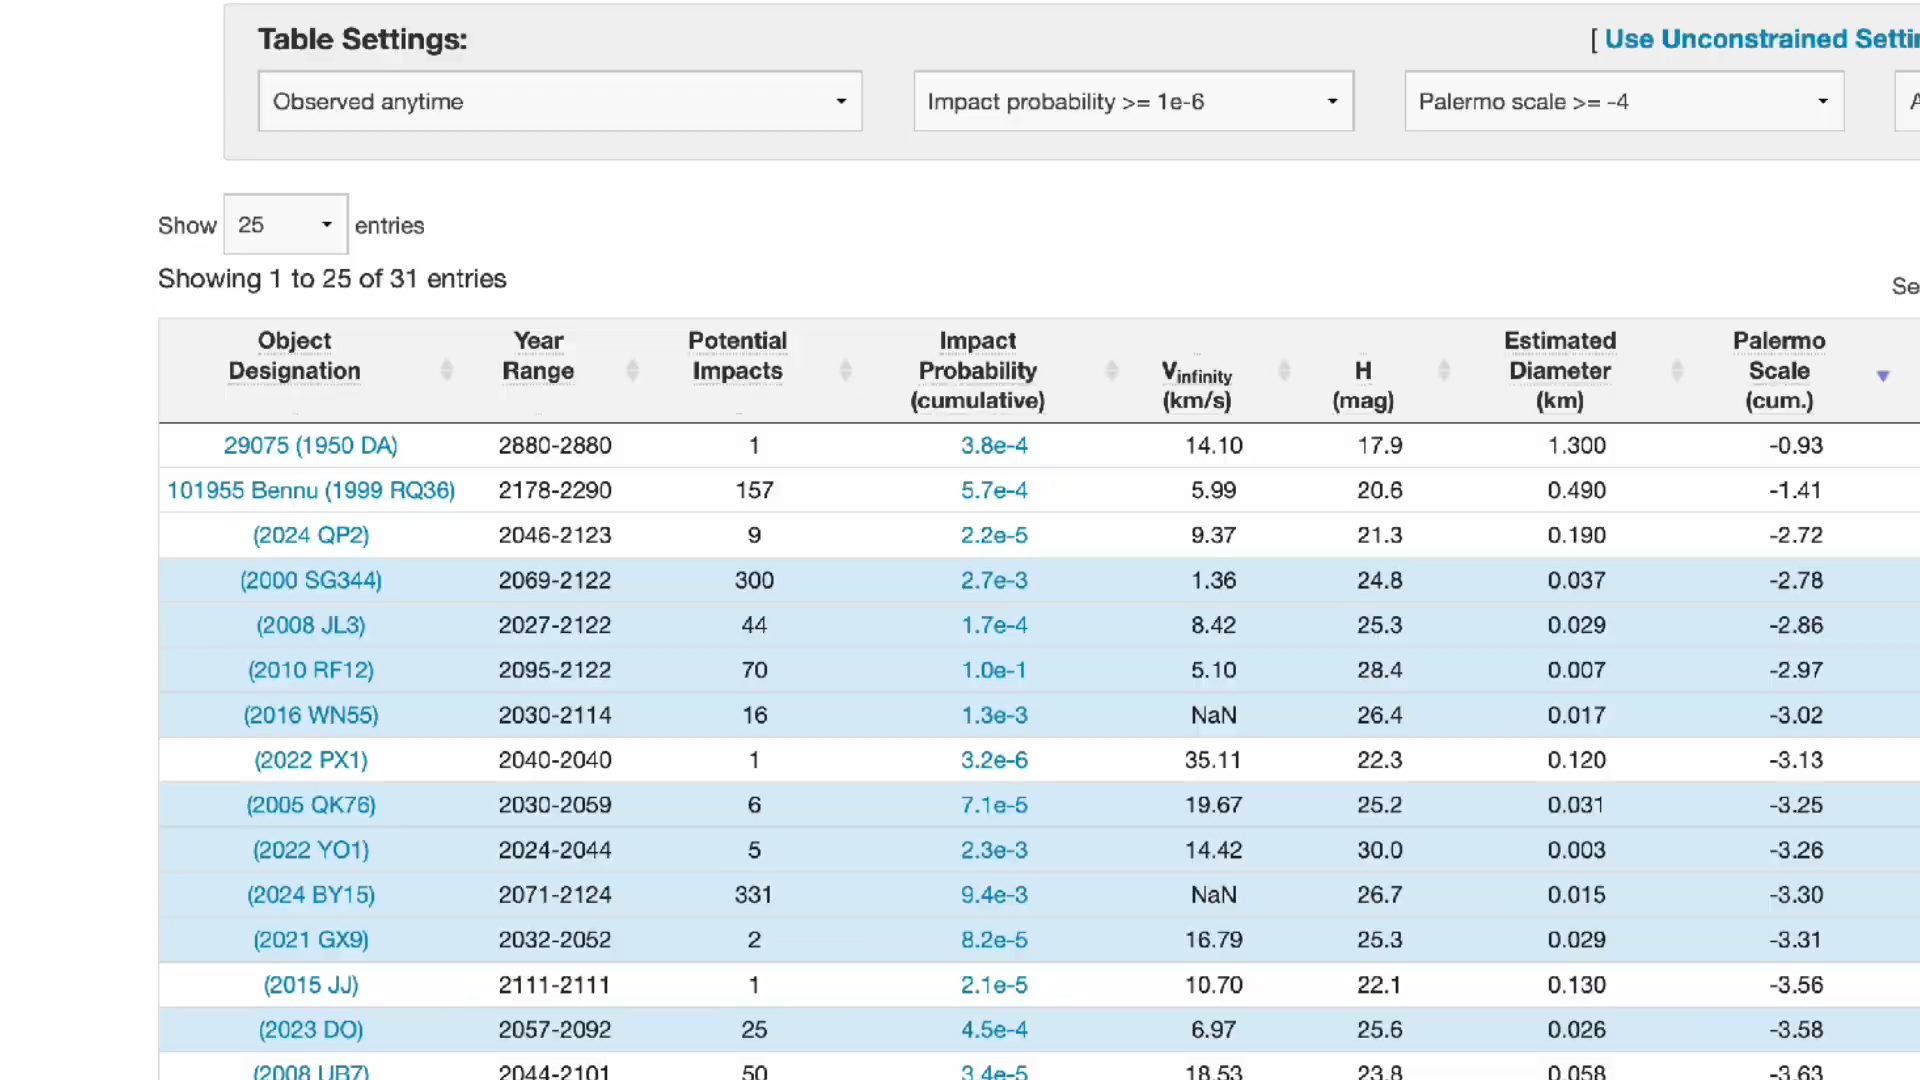 Table Settings:
[ Use Unconstrained
Observed anytime
Impact probability >= 1e-6
Palermo scale >= -4
Show 25 entries
Showing 1 to 25 of 31 entries
Object Designation Year Range Potential Impacts Impact Probability (cumulative) Vinfinity (km/s) H (mag) Estimated Diameter (km) Palermo Scale (cum.)
29075 (1950 DA) 2880-2880 1 3.8e-4 14.10 17.9 1.300 -0.93
101955 Bennu (1999 RQ36) 2178-2290 157 5.7e-4 5.99 20.6 0.490 -1.41
(2024 QP2) 2046-2123 9 2.2e-5 9.37 21.3 0.190 -2.72
(2000 SG344) 2069-2122 300 2.7e-3 1.36 24.8 0.037 -2.78
(2008 JL3) 2027-2122 44 1.7e-4 8.42 25.3 0.029 -2.86
(2010 RF12) 2095-2122 70 1.0e-1 5.10 28.4 0.007 -2.97
(2016 WN55) 2030-2114 16 1.3e-3 NaN 26.4 0.017 -3.02
(2022 PX1) 2040-2040 1 3.2e-6 35.11 22.3 0.120 -3.13
(2005 QK76) 2030-2059 6 7.1e-5 19.67 25.2 0.031 -3.25
(2022 YO1) 2024-2044 5 2.3e-3 14.42 30.0 0.003 -3.26
(2024 BY15) 2071-2124 331 9.4e-3 NaN 26.7 0.015 -3.30
(2021 GX9) 2032-2052 2 8.2e-5 16.79 25.3 0.029 -3.31
(2015 JJ) 2111-2111 1 2.1e-5 10.70 22.1 0.130 -3.56
(2023 DO) 2057-2092 25 4.5e-4 6.97 25.6 0.026 -3.58
(2008 UB7) 2044-2101 50 3.4e-5 18.53 23.8 0.058 -3.63